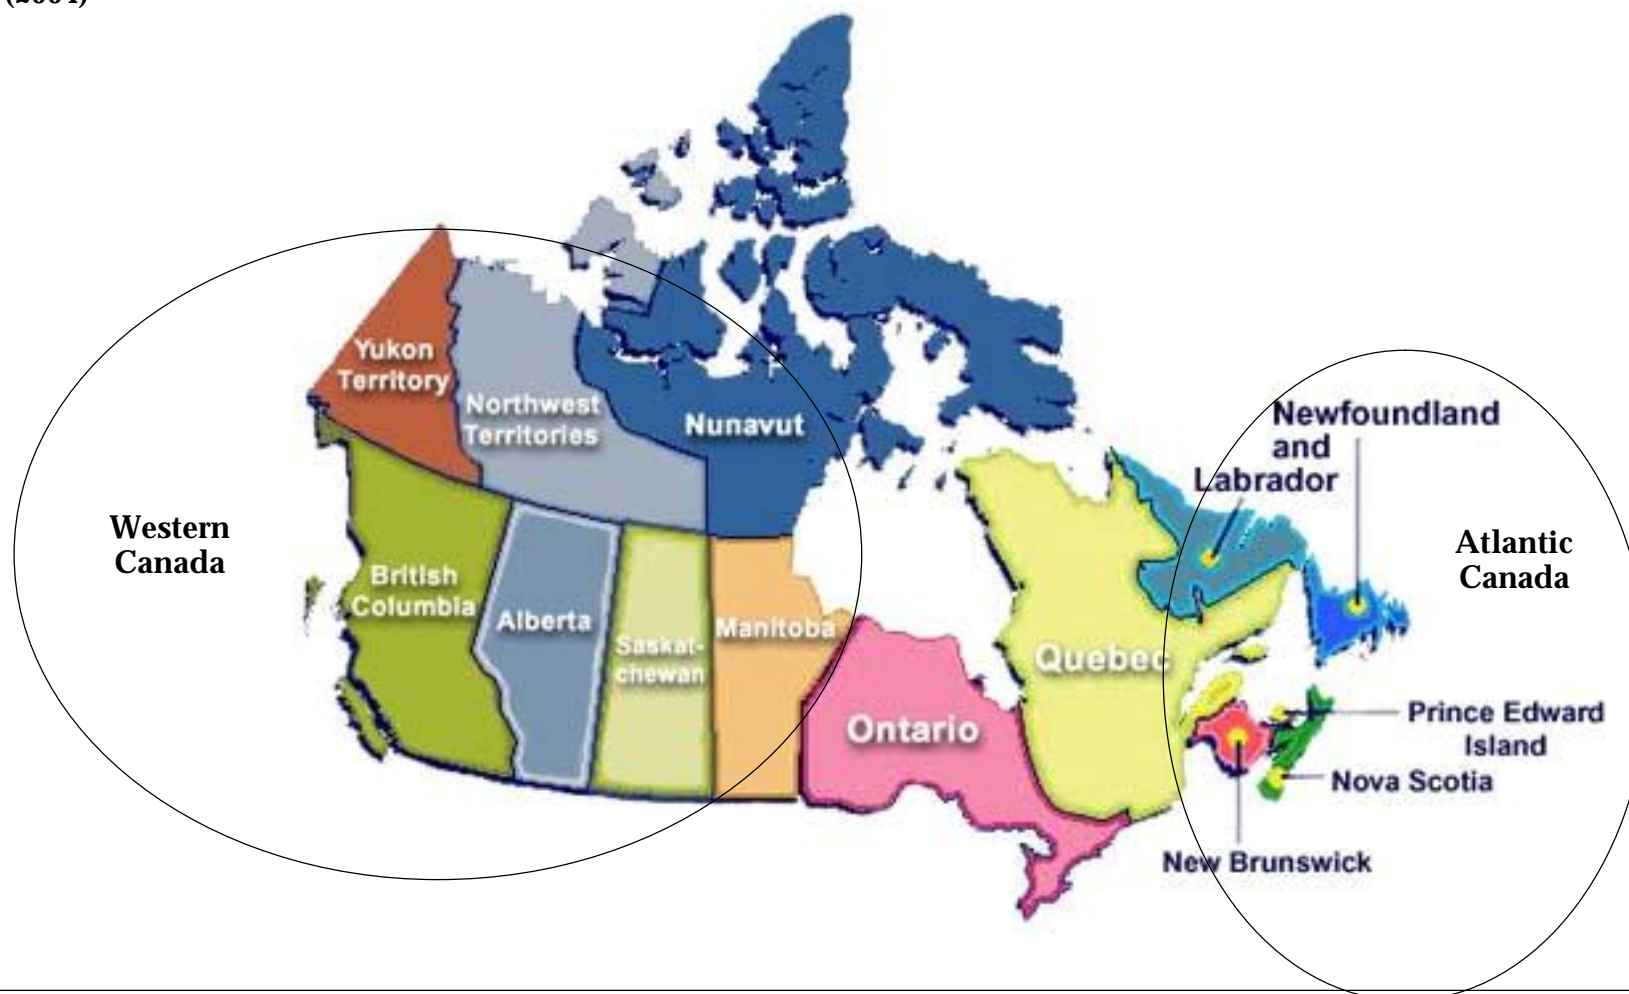 (2004)
Yukon
Territory
Northwest
Territories
Nunavut
Newfoundland
and
Labrador
Western
Canada
Atlantic
Canada
British
Columbia
Alberta
Saskat-
chewan
Manitoba
Quebec
Ontario
Prince Edward
Island
Nova Scotia
New Brunswick